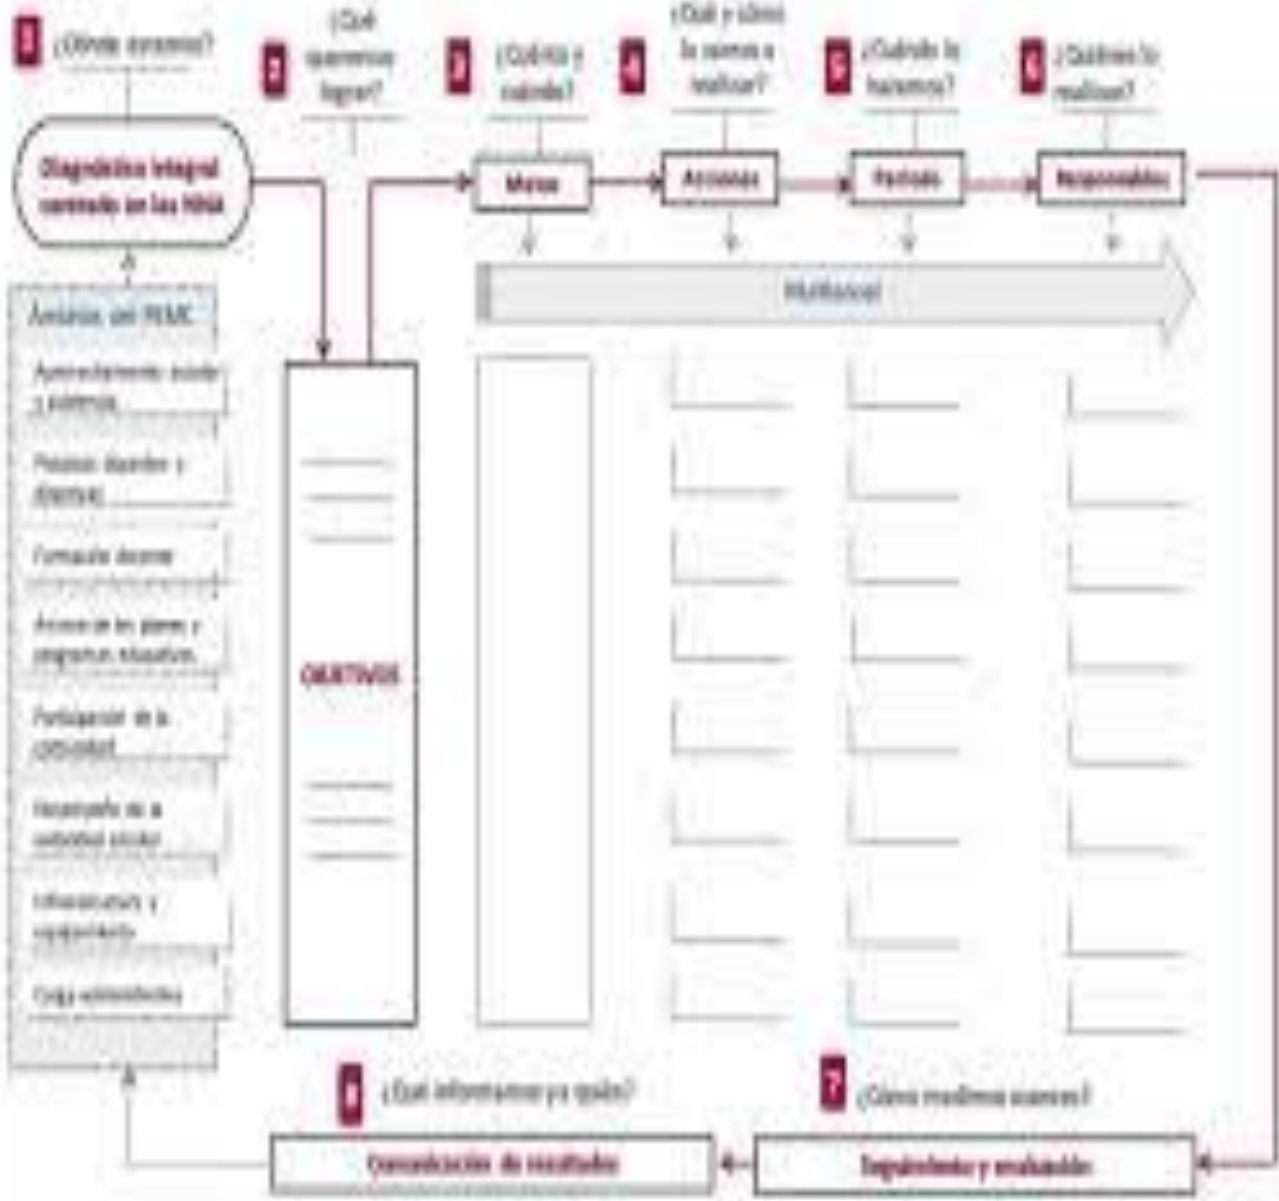 1 ¿Dónde estamos?
2 ¿Qué
queremos
lograr?
3 ¿Cuánto y
cuándo?
4 ¿Qué y cómo
lo vamos a
realizar?
5 ¿Cuándo lo
haremos?
6 ¿Quiénes lo
realizan?
Diagnóstico integral
centrado en las NNA
Metas
Acciones
Periodo
Responsables
Multianual
Ámbitos del PEMC
Aprovechamiento escolar
y asistencia
Prácticas docentes y
directivas
Formación docente
Avance de los planes y
programas educativos
Participación de la
comunidad
Desempeño de la
autoridad escolar
Infraestructura y
equipamiento
Carga administrativa
OBJETIVOS
8 ¿Qué informamos y a quién?
7 ¿Cómo medimos avances?
Comunicación de resultados
Seguimiento y evaluación